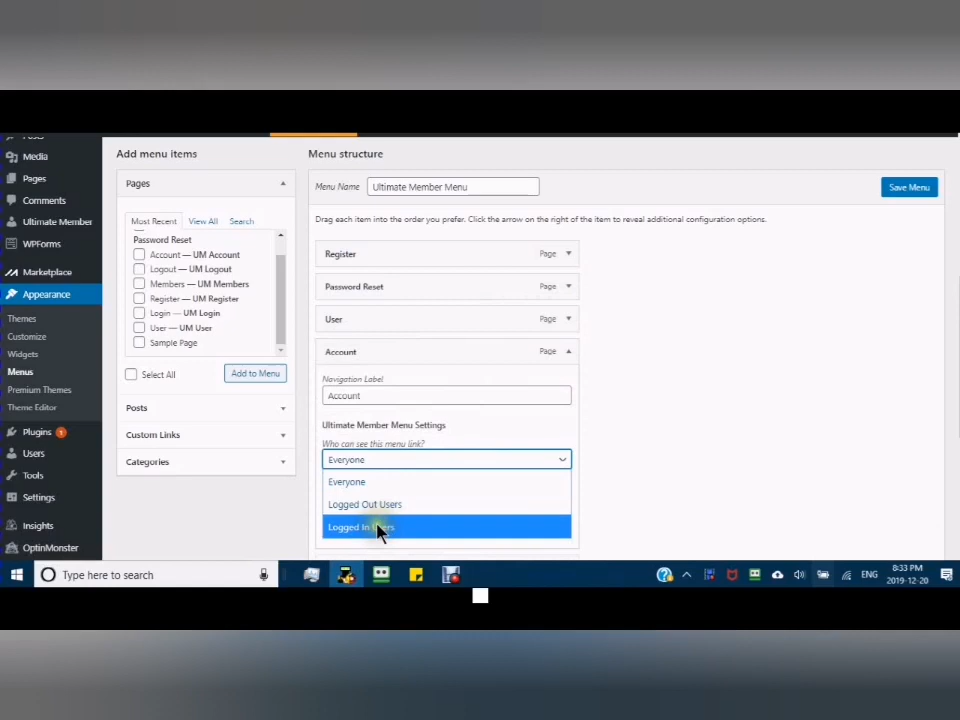 Media
Pages
Comments
Ultimate Member
WPForms
Marketplace
Appearance
Themes
Customize
Widgets
Menus
Premium Themes
Theme Editor
Plugins 1
Users
Tools
Settings
Insights
OptinMonster
Add menu items
Pages
Most Recent View All Search
Password Reset
Account — UM Account
Logout — UM Logout
Members — UM Members
Register — UM Register
Login — UM Login
User — UM User
Sample Page
Select All Add to Menu
Posts
Custom Links
Categories
Menu structure
Menu Name Ultimate Member Menu Save Menu
Drag each item into the order you prefer. Click the arrow on the right of the item to reveal additional configuration options.
Register Page
Password Reset Page
User Page
Account Page
Navigation Label
Account
Ultimate Member Menu Settings
Who can see this menu link?
Everyone
Everyone
Logged Out Users
Logged In Users
Type here to search
ENG
8:33 PM
2019-12-20